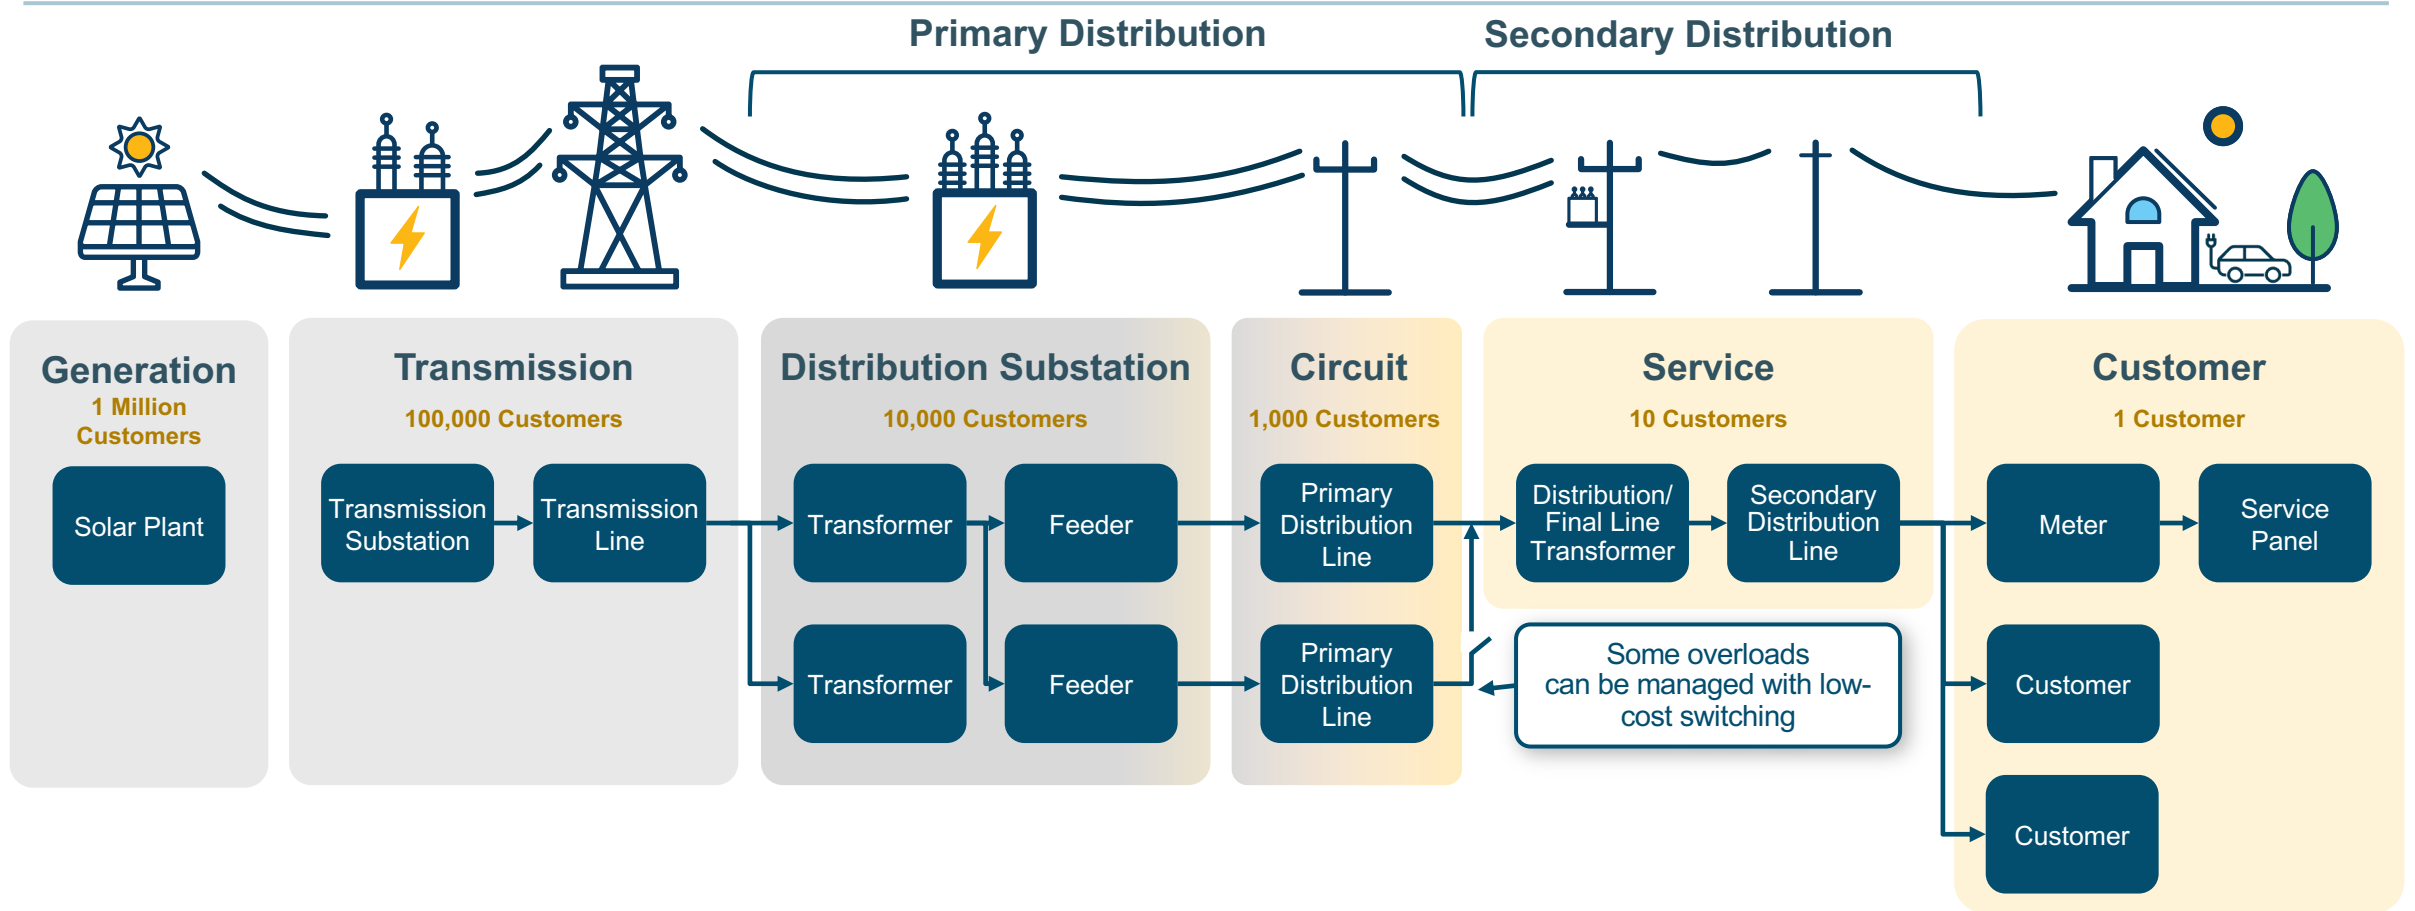 Primary Distribution
Secondary Distribution
Generation
1 Million
Customers
Solar Plant
Transmission
100,000 Customers
Transmission
Substation
Transmission
Line
Distribution Substation
10,000 Customers
Transformer
Feeder
Transformer
Feeder
Circuit
1,000 Customers
Primary
Distribution
Line
Primary
Distribution
Line
Service
10 Customers
Distribution/
Final Line
Transformer
Secondary
Distribution
Line
Some overloads
can be managed with low-
cost switching
Customer
1 Customer
Meter
Service
Panel
Customer
Customer